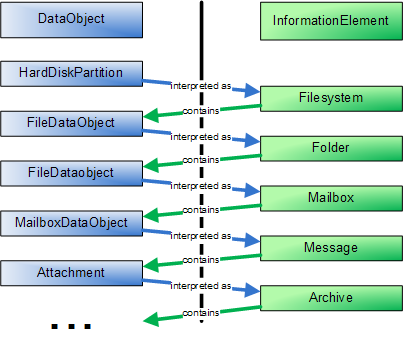 DataObject
InformationElement
HardDiskPartition
interpreted as
Filesystem
contains
FileDataObject
interpreted as
Folder
contains
FileDataobject
interpreted as
Mailbox
contains
MailboxDataObject
interpreted as
Message
contains
Attachment
interpreted as
Archive
contains
...